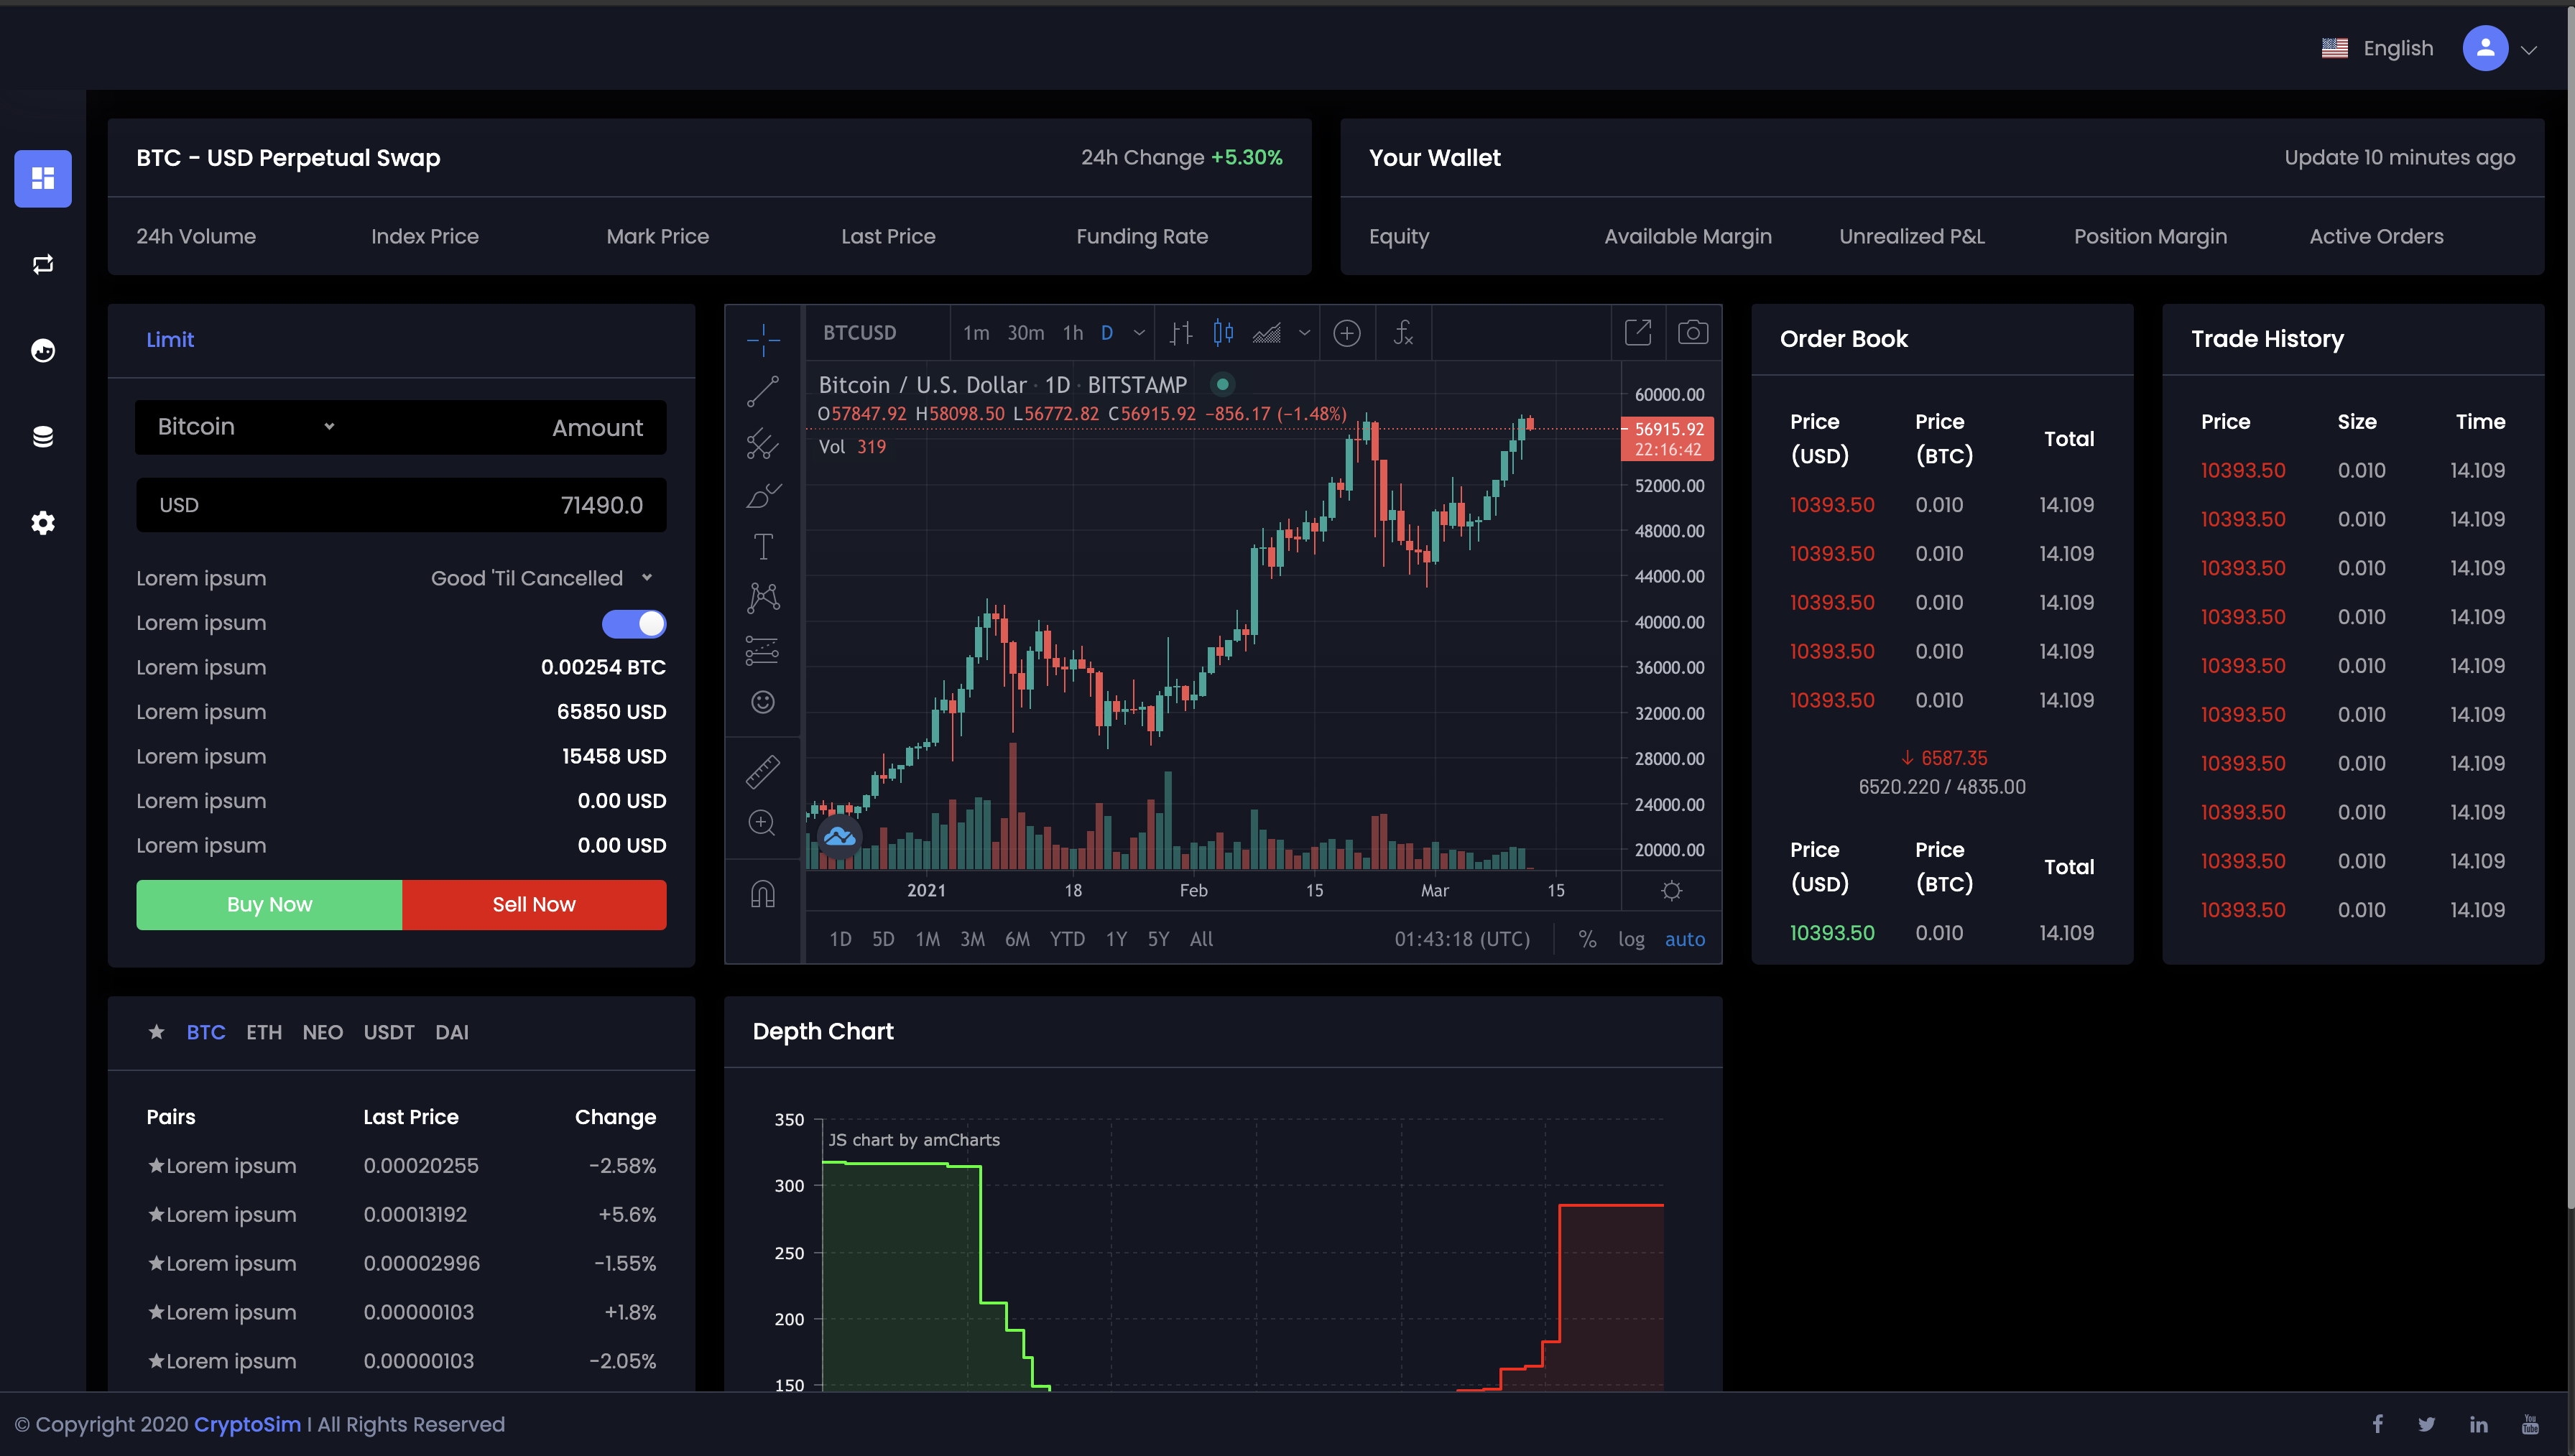 English
BTC - USD Perpetual Swap 24h Change +5.30%
24h Volume Index Price Mark Price Last Price Funding Rate
Your Wallet Update 10 minutes ago
Equity Available Margin Unrealized P&L Position Margin Active Orders
Limit
Bitcoin Amount
USD 71490.0
Lorem ipsum Good 'Til Cancelled
Lorem ipsum
Lorem ipsum 0.00254 BTC
Lorem ipsum 65850 USD
Lorem ipsum 15458 USD
Lorem ipsum 0.00 USD
Lorem ipsum 0.00 USD
Buy Now Sell Now
BTCUSD 1m 30m 1h D
Bitcoin / U.S. Dollar · 1D · BITSTAMP
O57847.92 H58098.50 L56772.82 C56915.92 −856.17 (−1.48%)
Vol 319
60000.00
56915.92
22:16:42
52000.00
48000.00
44000.00
40000.00
36000.00
32000.00
28000.00
24000.00
20000.00
2021 18 Feb 15 Mar 15
1D 5D 1M 3M 6M YTD 1Y 5Y All 01:43:18 (UTC) % log auto
Order Book
Price (USD) Price (BTC) Total
10393.50 0.010 14.109
10393.50 0.010 14.109
10393.50 0.010 14.109
10393.50 0.010 14.109
10393.50 0.010 14.109
↓ 6587.35
6520.220 / 4835.00
Price (USD) Price (BTC) Total
10393.50 0.010 14.109
Trade History
Price Size Time
10393.50 0.010 14.109
10393.50 0.010 14.109
10393.50 0.010 14.109
10393.50 0.010 14.109
10393.50 0.010 14.109
10393.50 0.010 14.109
10393.50 0.010 14.109
10393.50 0.010 14.109
10393.50 0.010 14.109
10393.50 0.010 14.109
★ BTC ETH NEO USDT DAI
Pairs Last Price Change
★Lorem ipsum 0.00020255 -2.58%
★Lorem ipsum 0.00013192 +5.6%
★Lorem ipsum 0.00002996 -1.55%
★Lorem ipsum 0.00000103 +1.8%
★Lorem ipsum 0.00000103 -2.05%
Depth Chart
JS chart by amCharts
350
300
250
200
150
© Copyright 2020 CryptoSim I All Rights Reserved